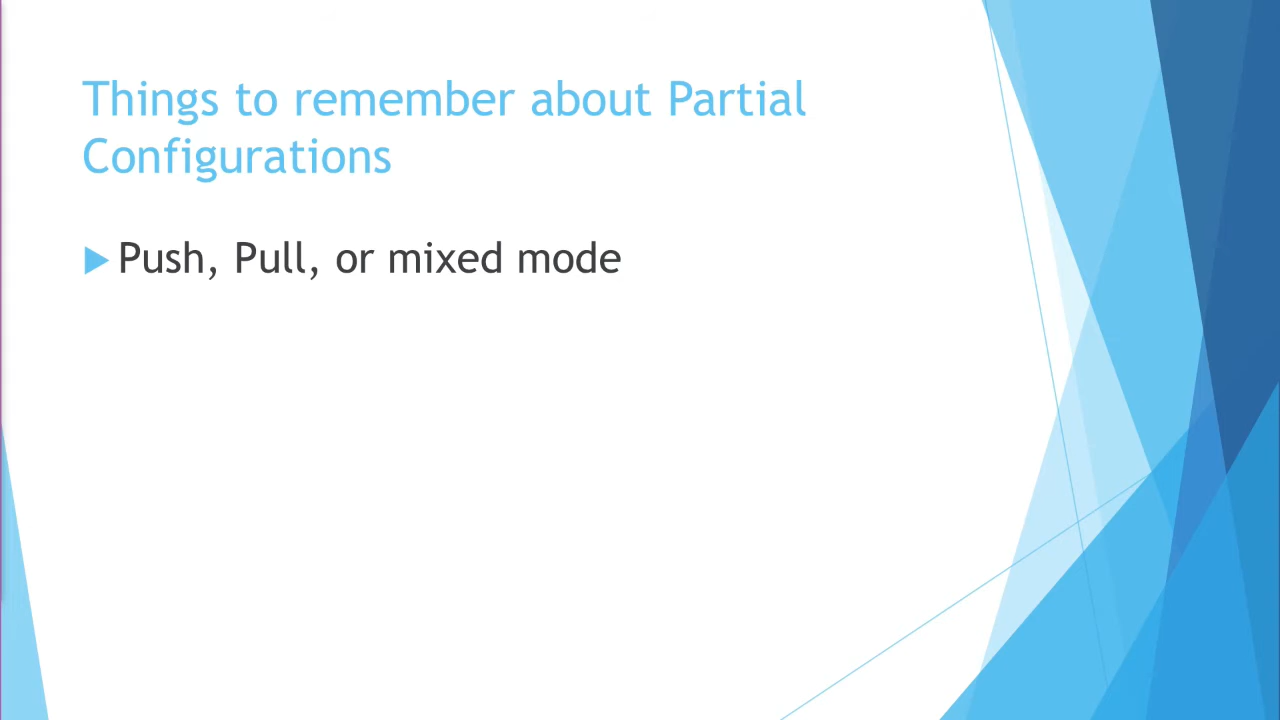 Things to remember about Partial
Configurations
Push, Pull, or mixed mode